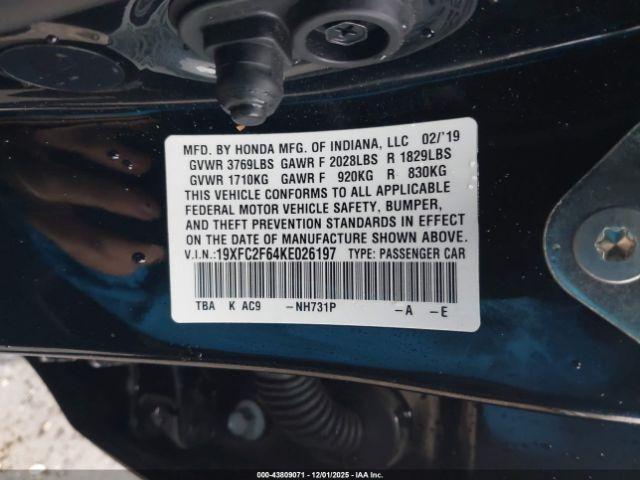 MFD. BY HONDA MFG. OF INDIANA, LLC 02/'19
GVWR 3769LBS GAWR F 2028LBS R 1829LBS
GVWR 1710KG GAWR F 920KG R 830KG
THIS VEHICLE CONFORMS TO ALL APPLICABLE
FEDERAL MOTOR VEHICLE SAFETY, BUMPER,
AND THEFT PREVENTION STANDARDS IN EFFECT
ON THE DATE OF MANUFACTURE SHOWN ABOVE.
V.I.N.:19XFC2F64KE026197 TYPE: PASSENGER CAR
TBA K AC9 -NH731P -A -E
000-43809071 - 12/01/2025 - IAAI.COM